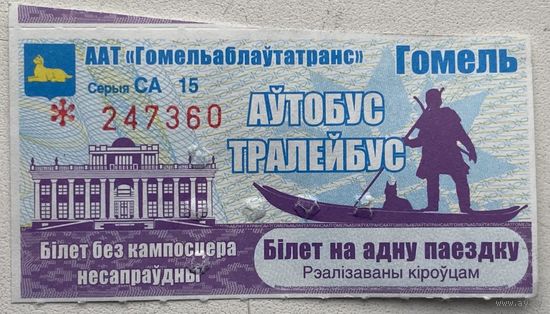 ААТ «Гомельаблаўтатранс»
Гомель
Серыя СА 15
* 247360
АЎТОБУС
ТРАЛЕЙБУС
Білет без кампосцера
несапраўдны
Білет на адну паездку
Рэалізаваны кіроўцам